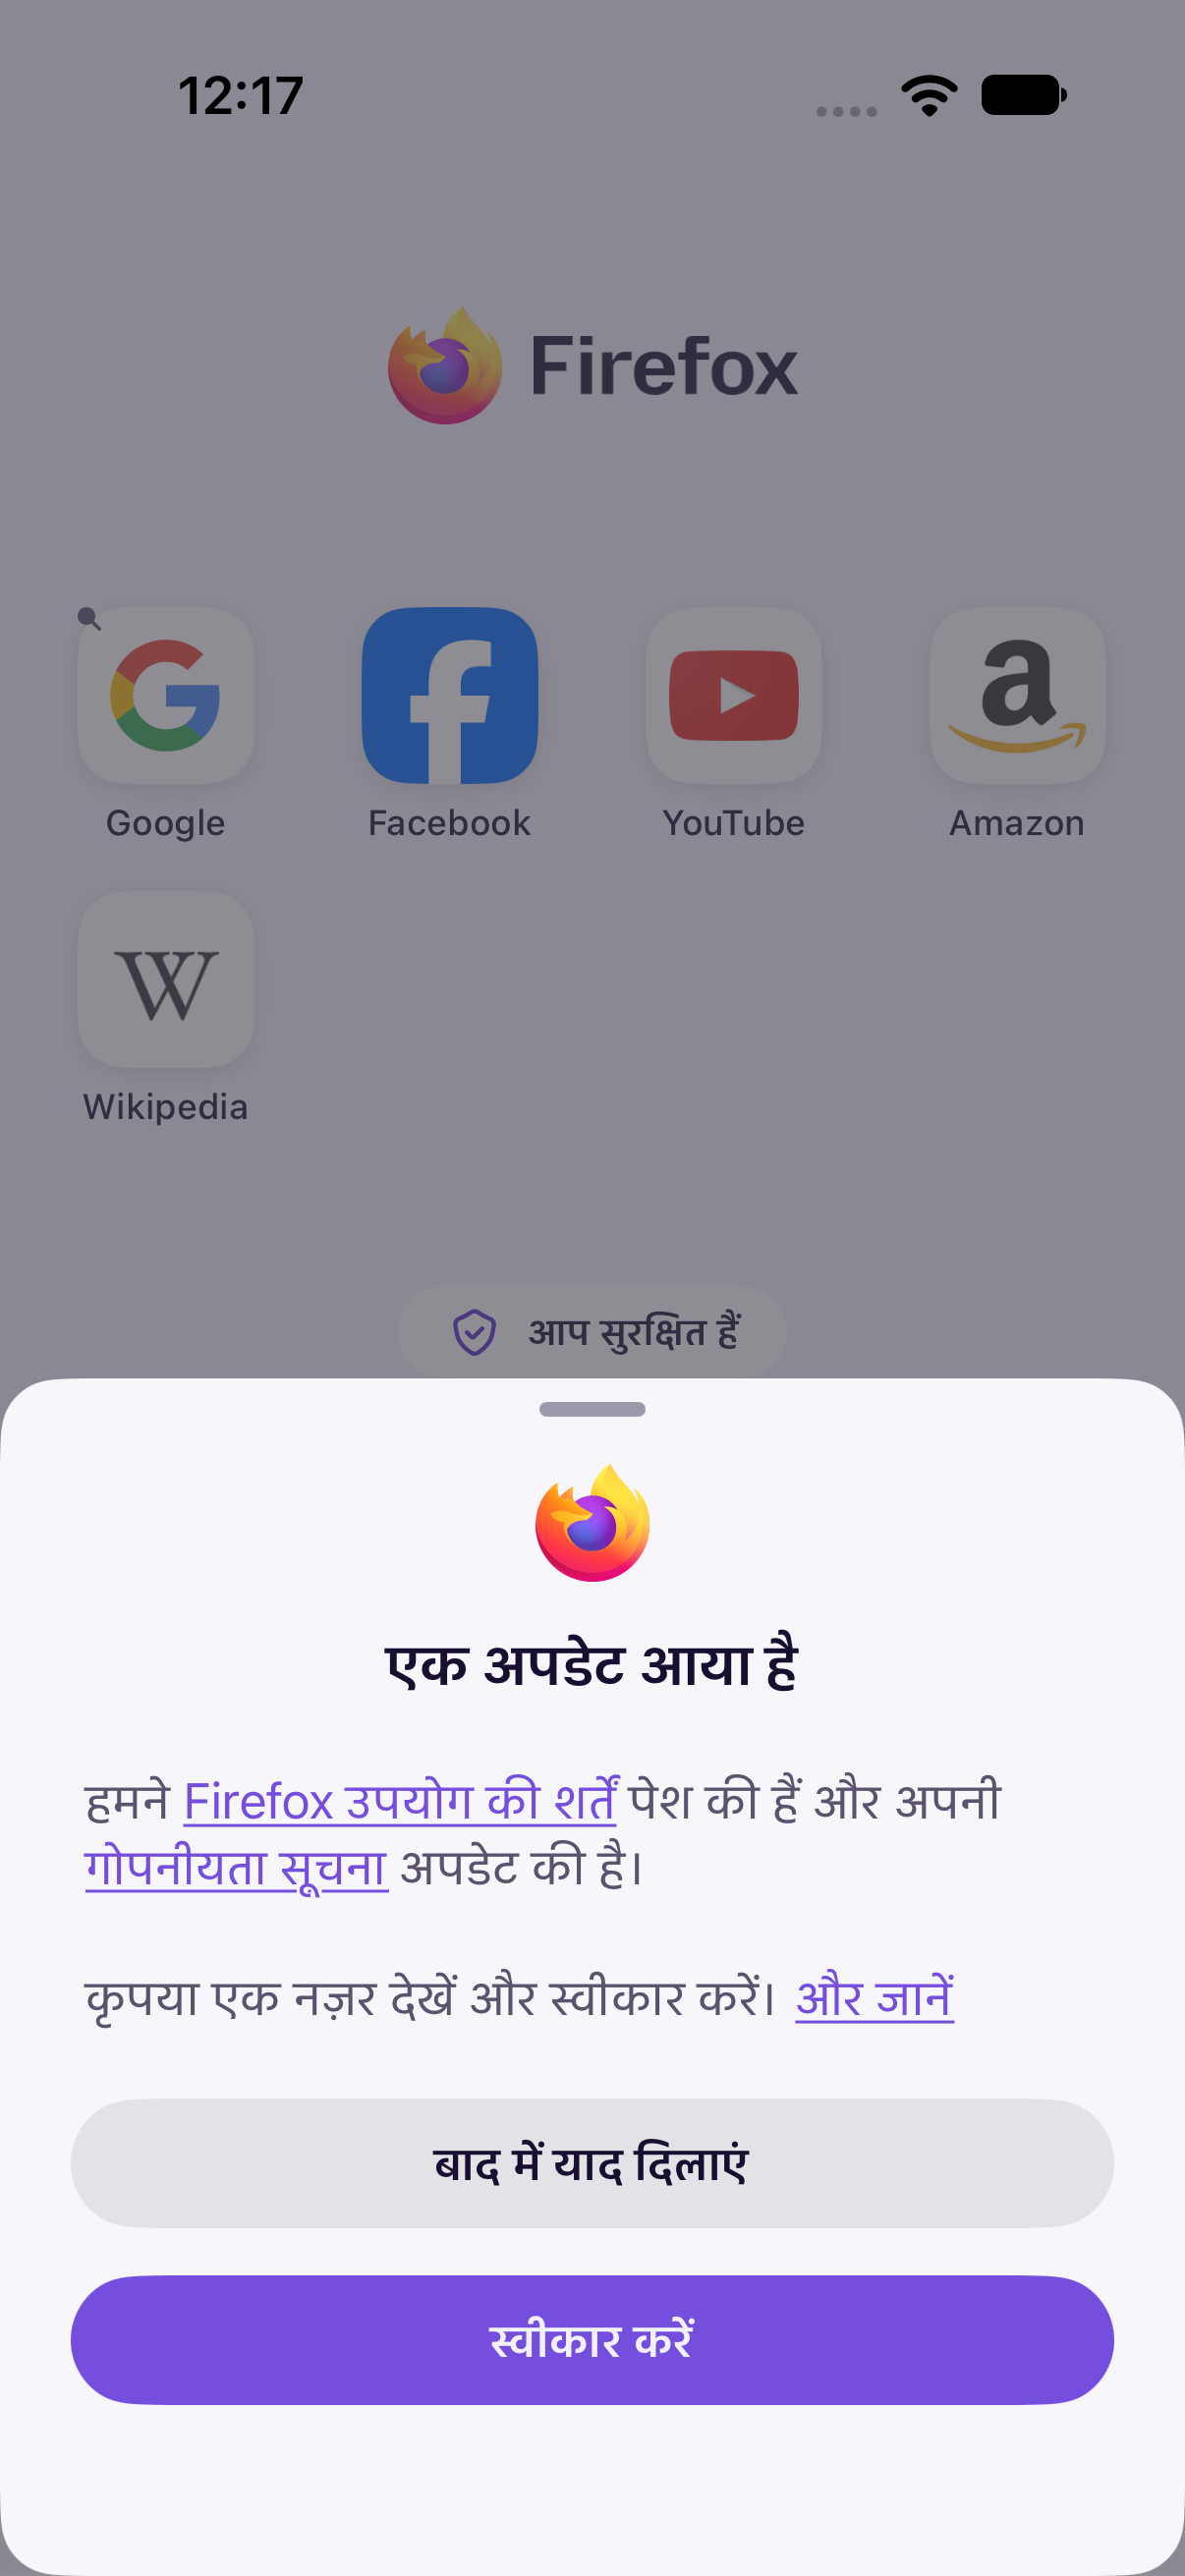 12:17
Firefox
Google
Facebook
YouTube
Amazon
Wikipedia
आप सुरक्षित हैं
एक अपडेट आया है
हमने Firefox उपयोग की शर्तें पेश की हैं और अपनी
गोपनीयता सूचना अपडेट की है।
कृपया एक नज़र देखें और स्वीकार करें। और जानें
बाद में याद दिलाएं
स्वीकार करें